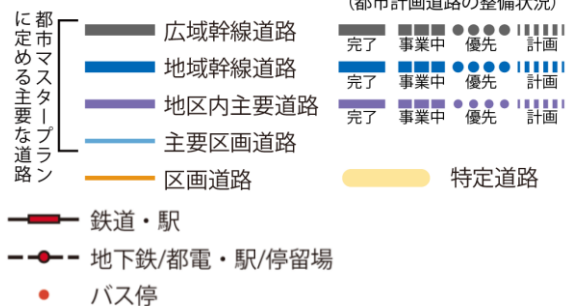 （都市計画道路の整備状況）
都市マスタープラン
に定める主要な道路
広域幹線道路
完了 事業中 優先 計画
地域幹線道路
完了 事業中 優先 計画
地区内主要道路
完了 事業中 優先 計画
主要区画道路
区画道路
特定道路
鉄道・駅
地下鉄/都電・駅/停留場
バス停